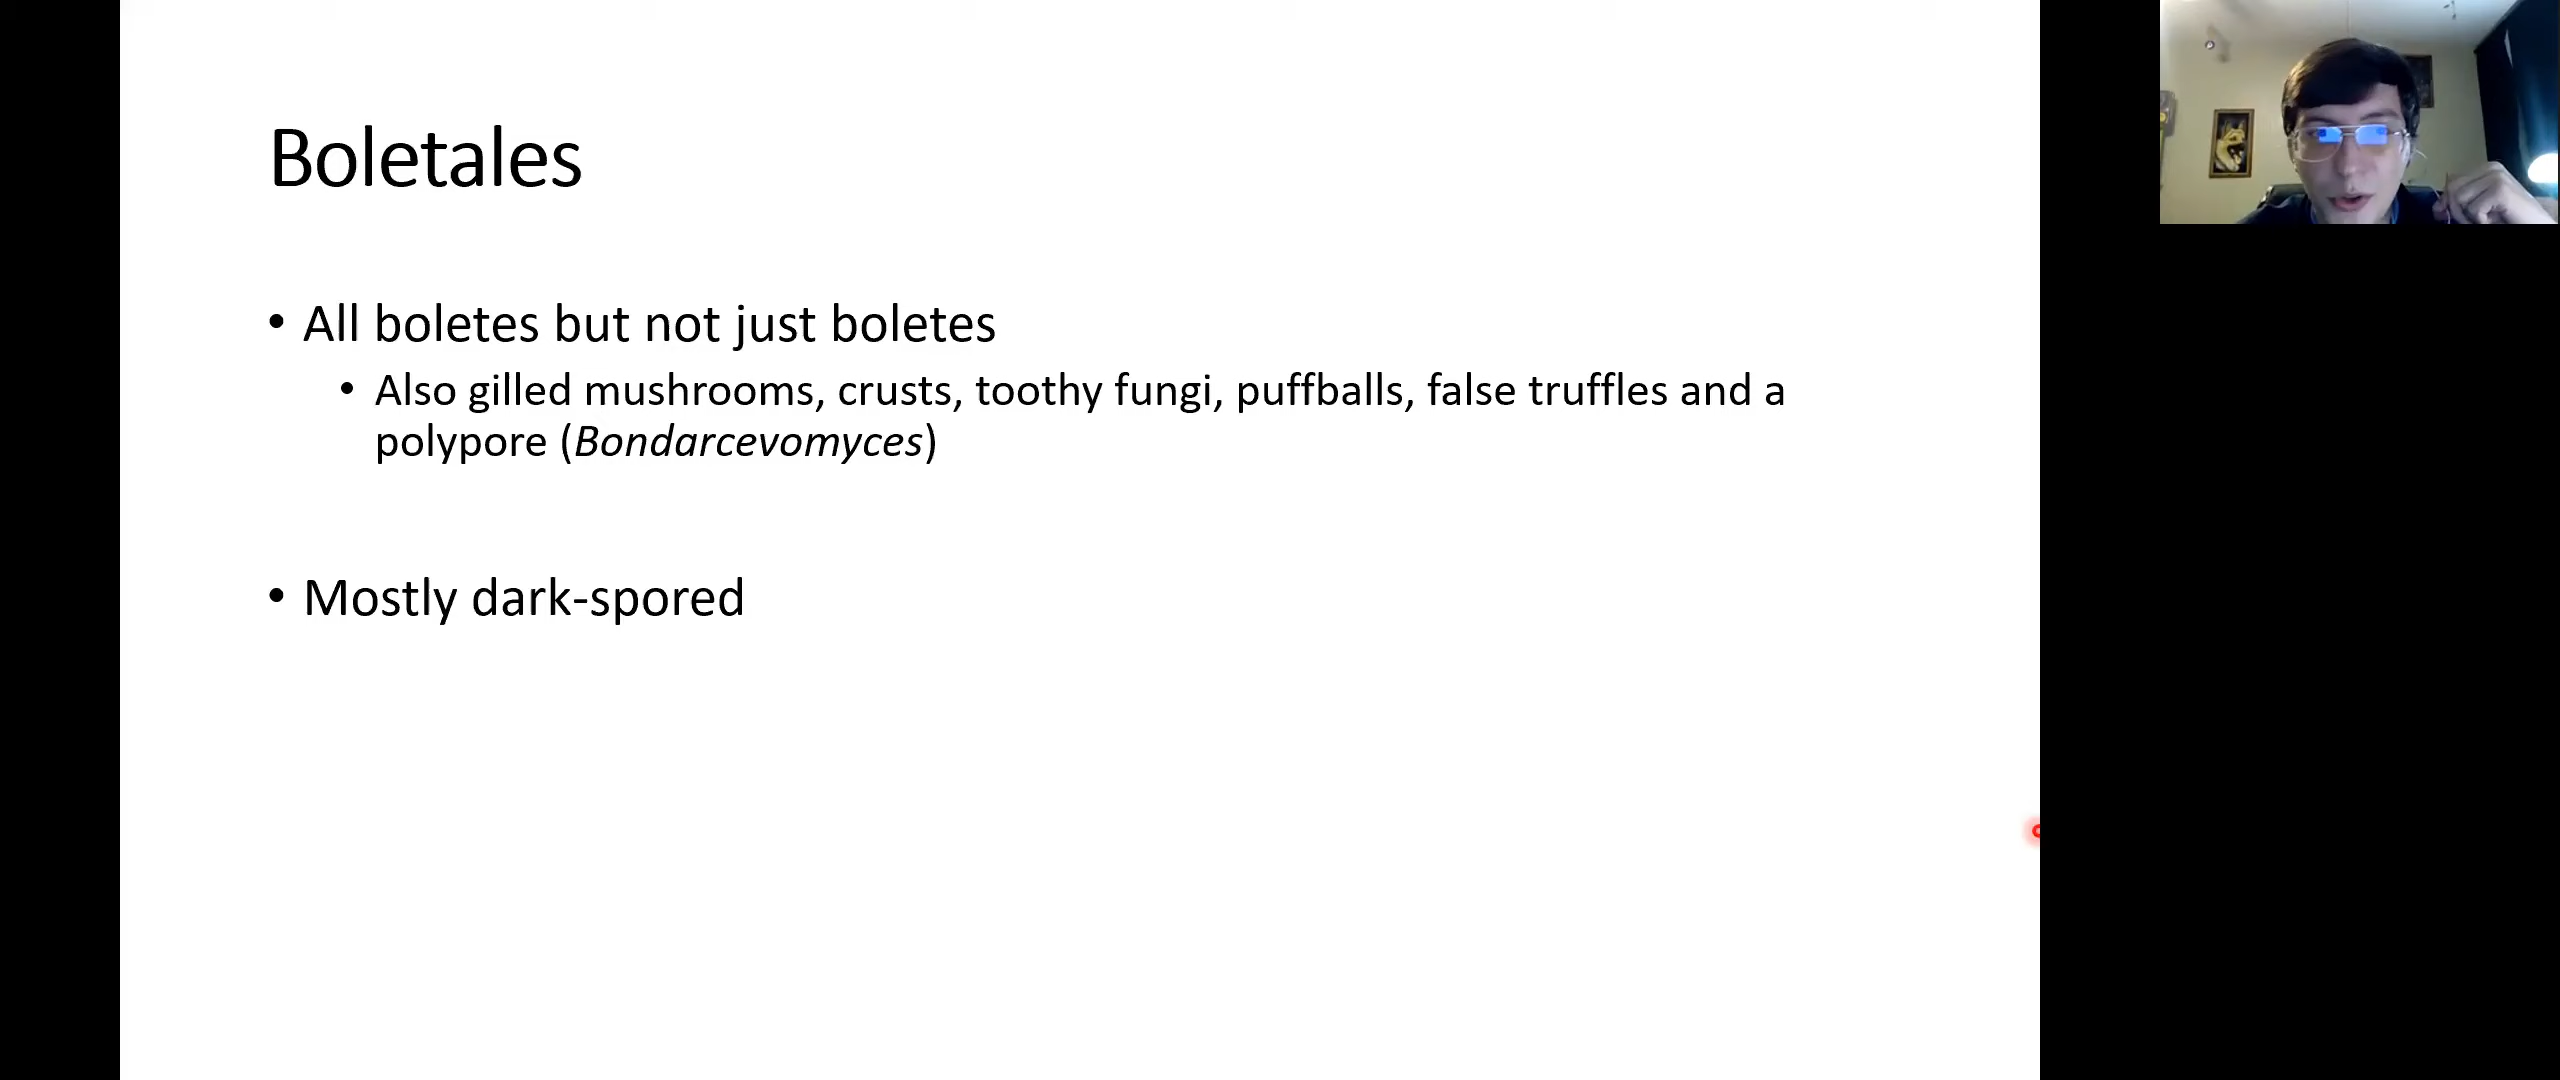 Boletales
• All boletes but not just boletes
• Also gilled mushrooms, crusts, toothy fungi, puffballs, false truffles and a
polypore (Bondarcevomyces)
• Mostly dark-spored